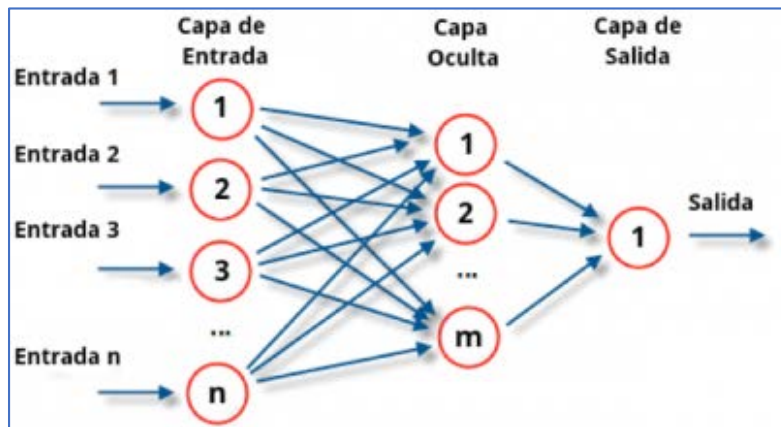 Capa de
Entrada
Capa
Oculta
Capa de
Salida
Entrada 1
1
Entrada 2
2
Entrada 3
3
...
Entrada n
n
1
2
...
m
1
Salida